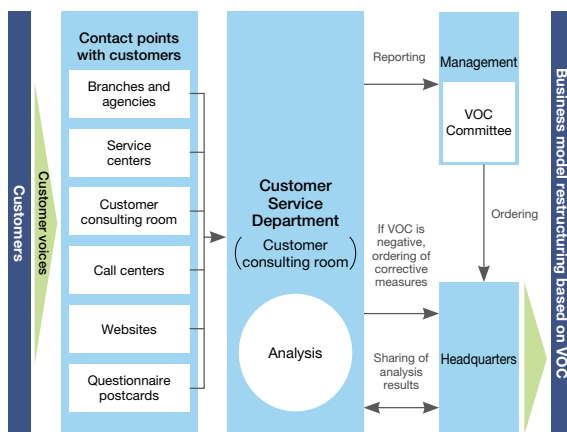 Customers
Customer voices
Contact points
with customers
Branches and
agencies
Service
centers
Customer
consulting room
Call centers
Websites
Questionnaire
postcards
Customer
Service
Department
(Customer
consulting room)
Analysis
Reporting
If VOC is
negative,
ordering of
corrective
measures
Sharing of
analysis
results
Management
VOC
Committee
Ordering
Headquarters
Business model restructuring based on VOC